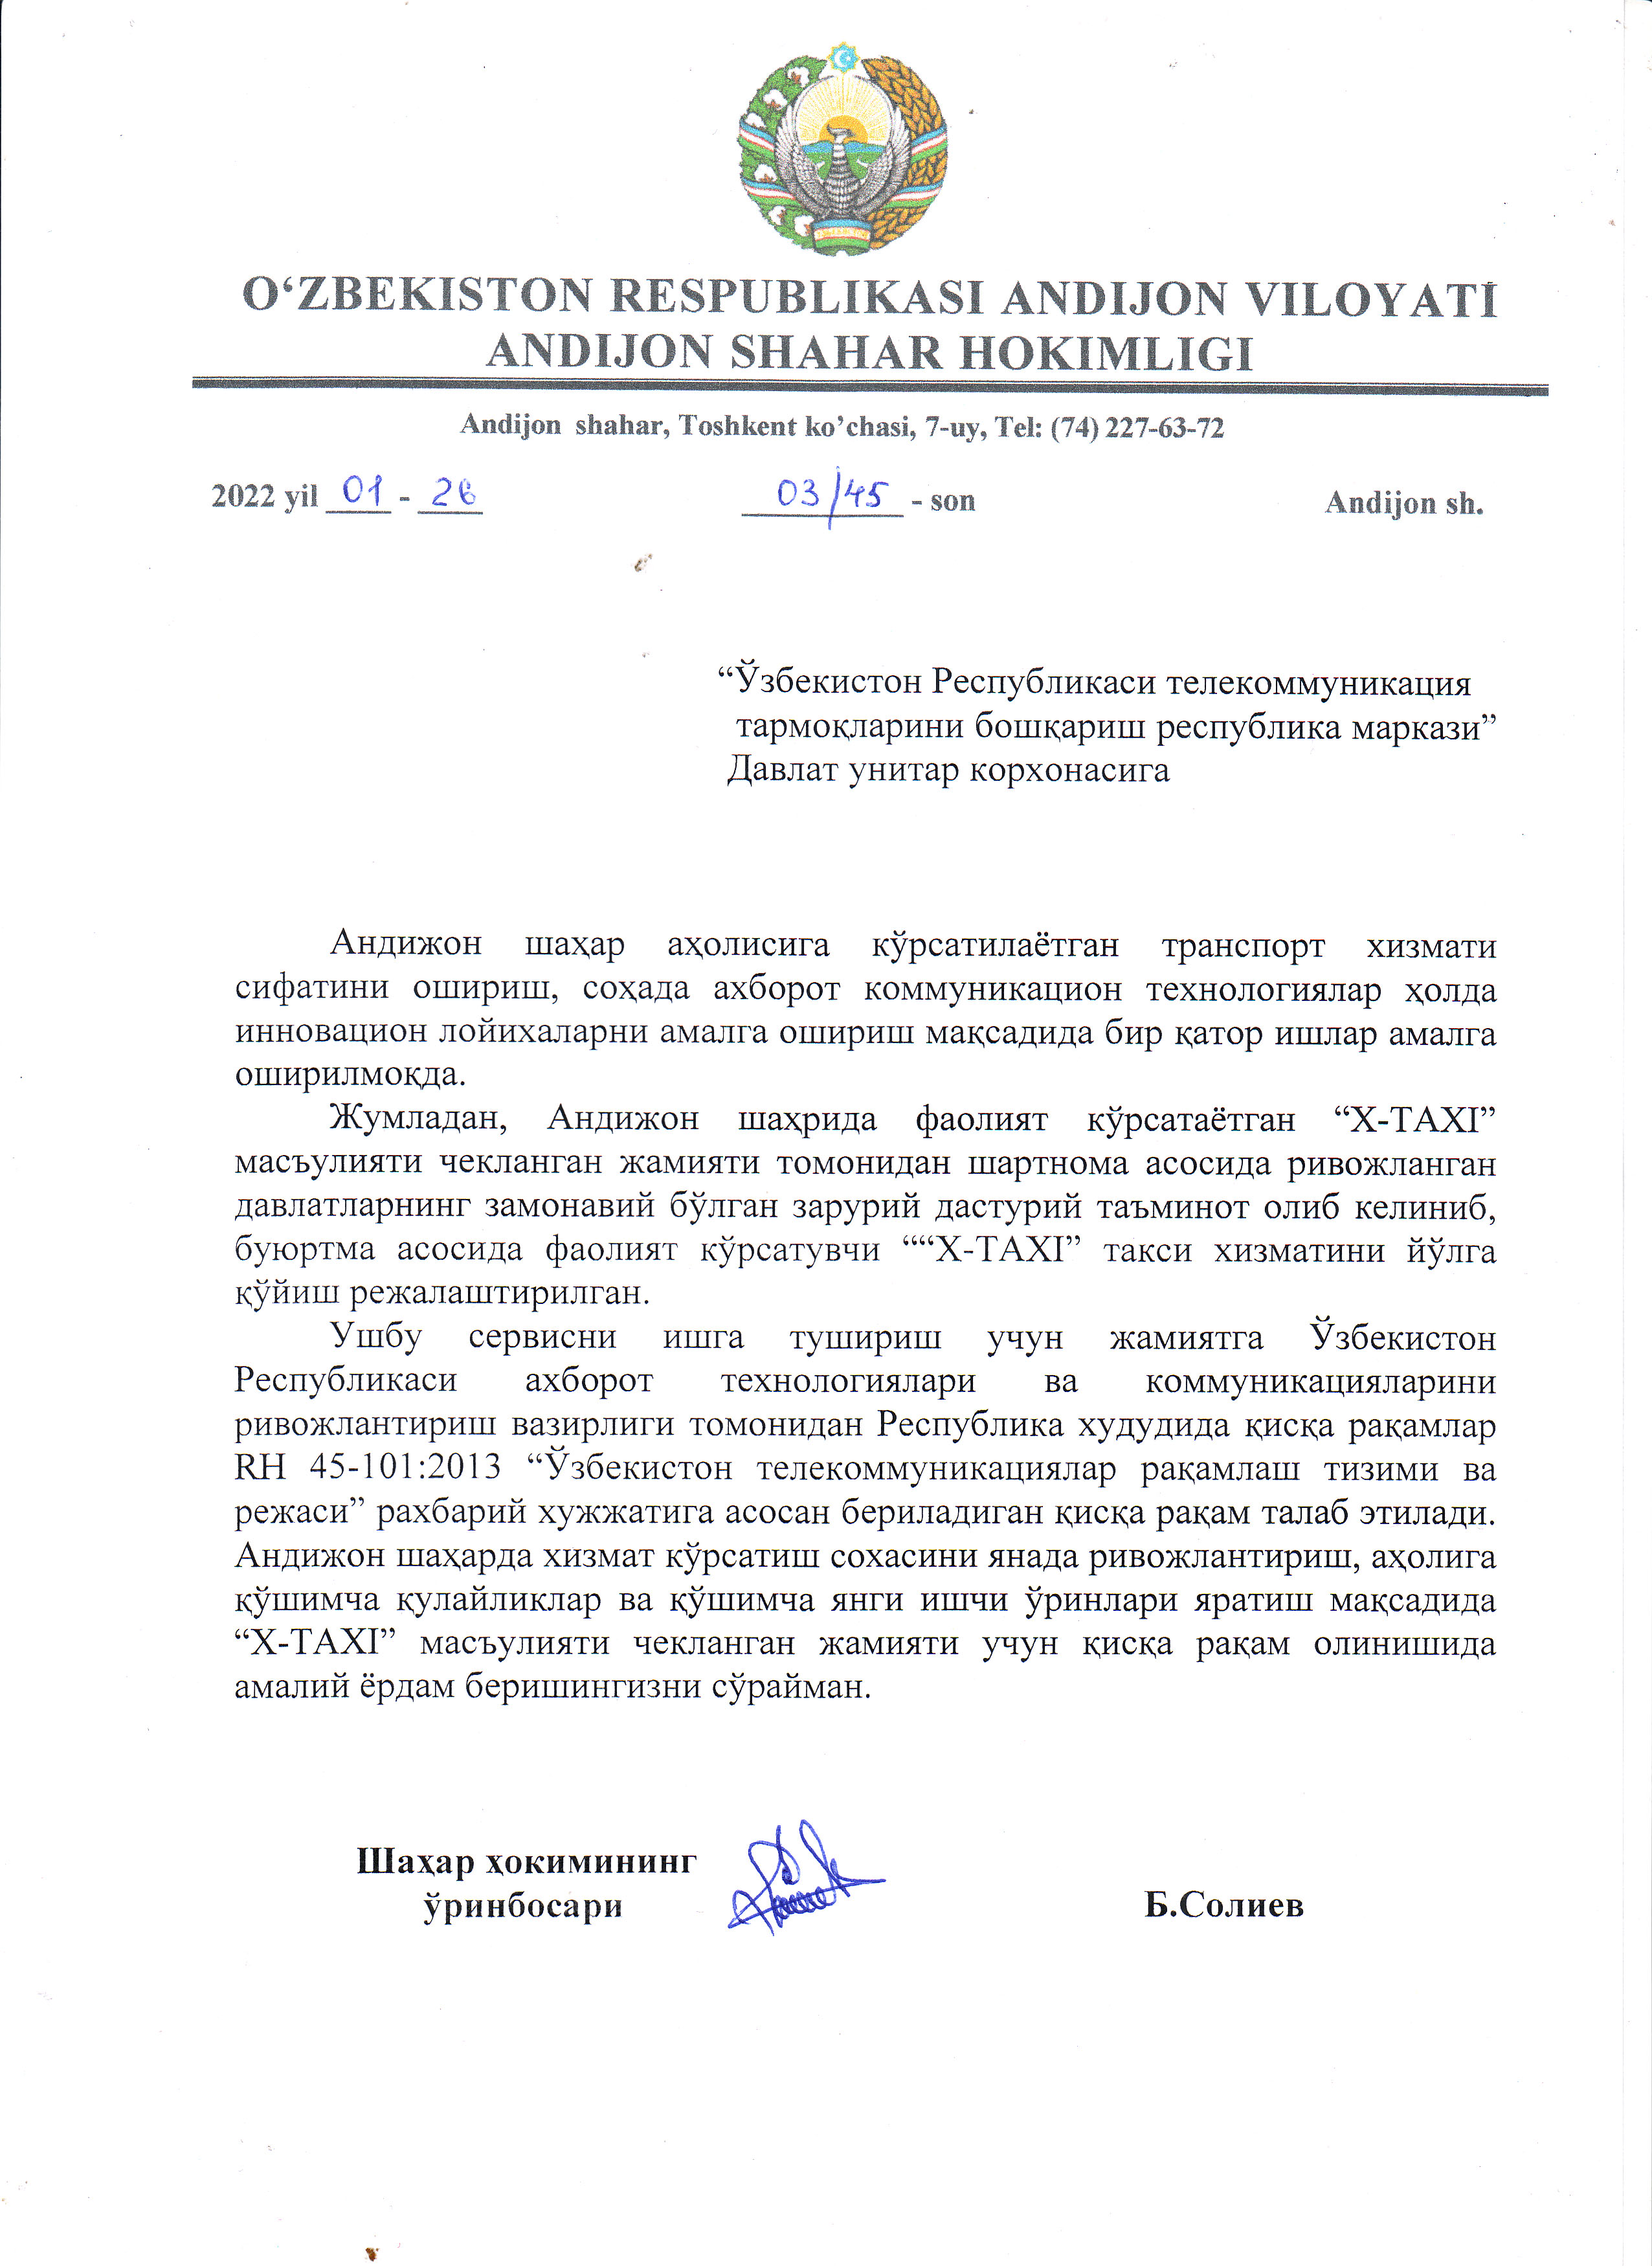 O‘ZBEKISTON RESPUBLIKASI ANDIJON VILOYATI
ANDIJON SHAHAR HOKIMLIGI
Andijon shahar, Toshkent ko’chasi, 7-uy, Tel: (74) 227-63-72
2022 yil 01 - 26 03/45 - son Andijon sh.
“Ўзбекистон Республикаси телекоммуникация
тармоқларини бошқариш республика маркази”
Давлат унитар корхонасига
Андижон шаҳар аҳолисига кўрсатилаётган транспорт хизмати
сифатини ошириш, соҳада ахборот коммуникацион технологиялар ҳолда
инновацион лойихаларни амалга ошириш мақсадида бир қатор ишлар амалга
оширилмоқда.
Жумладан, Андижон шаҳрида фаолият кўрсатаётган “X-TAXI”
масъулияти чекланган жамияти томонидан шартнома асосида ривожланган
давлатларнинг замонавий бўлган зарурий дастурий таъминот олиб келиниб,
буюртма асосида фаолият кўрсатувчи ““X-TAXI” такси хизматини йўлга
қўйиш режалаштирилган.
Ушбу сервисни ишга тушириш учун жамиятга Ўзбекистон
Республикаси ахборот технологиялари ва коммуникацияларини
ривожлантириш вазирлиги томонидан Республика худудида қисқа рақамлар
RH 45-101:2013 “Ўзбекистон телекоммуникациялар рақамлаш тизими ва
режаси” рахбарий хужжатига асосан бериладиган қисқа рақам талаб этилади.
Андижон шаҳарда хизмат кўрсатиш сохасини янада ривожлантириш, аҳолига
қўшимча қулайликлар ва қўшимча янги ишчи ўринлари яратиш мақсадида
“X-TAXI” масъулияти чекланган жамияти учун қисқа рақам олинишида
амалий ёрдам беришингизни сўрайман.
Шаҳар ҳокимининг
ўринбосари Б.Солиев